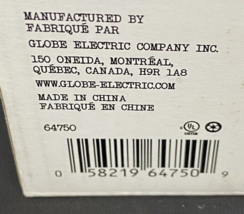 MANUFACTURED BY
FABRIQUÉ PAR
GLOBE ELECTRIC COMPANY INC.
150 ONEIDA, MONTRÉAL,
QUÉBEC, CANADA, H9R 1A8
WWW.GLOBE-ELECTRIC.COM
MADE IN CHINA
FABRIQUÉ EN CHINE
64750
UL
0 58219 64750 9